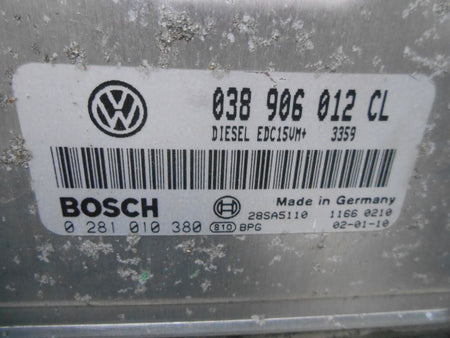 038 906 012 CL
DIESEL EDC15VM+ 3359
Made in Germany
BOSCH 28SA5110 1166 0210
0 281 010 380 810 BPG 02-01-10